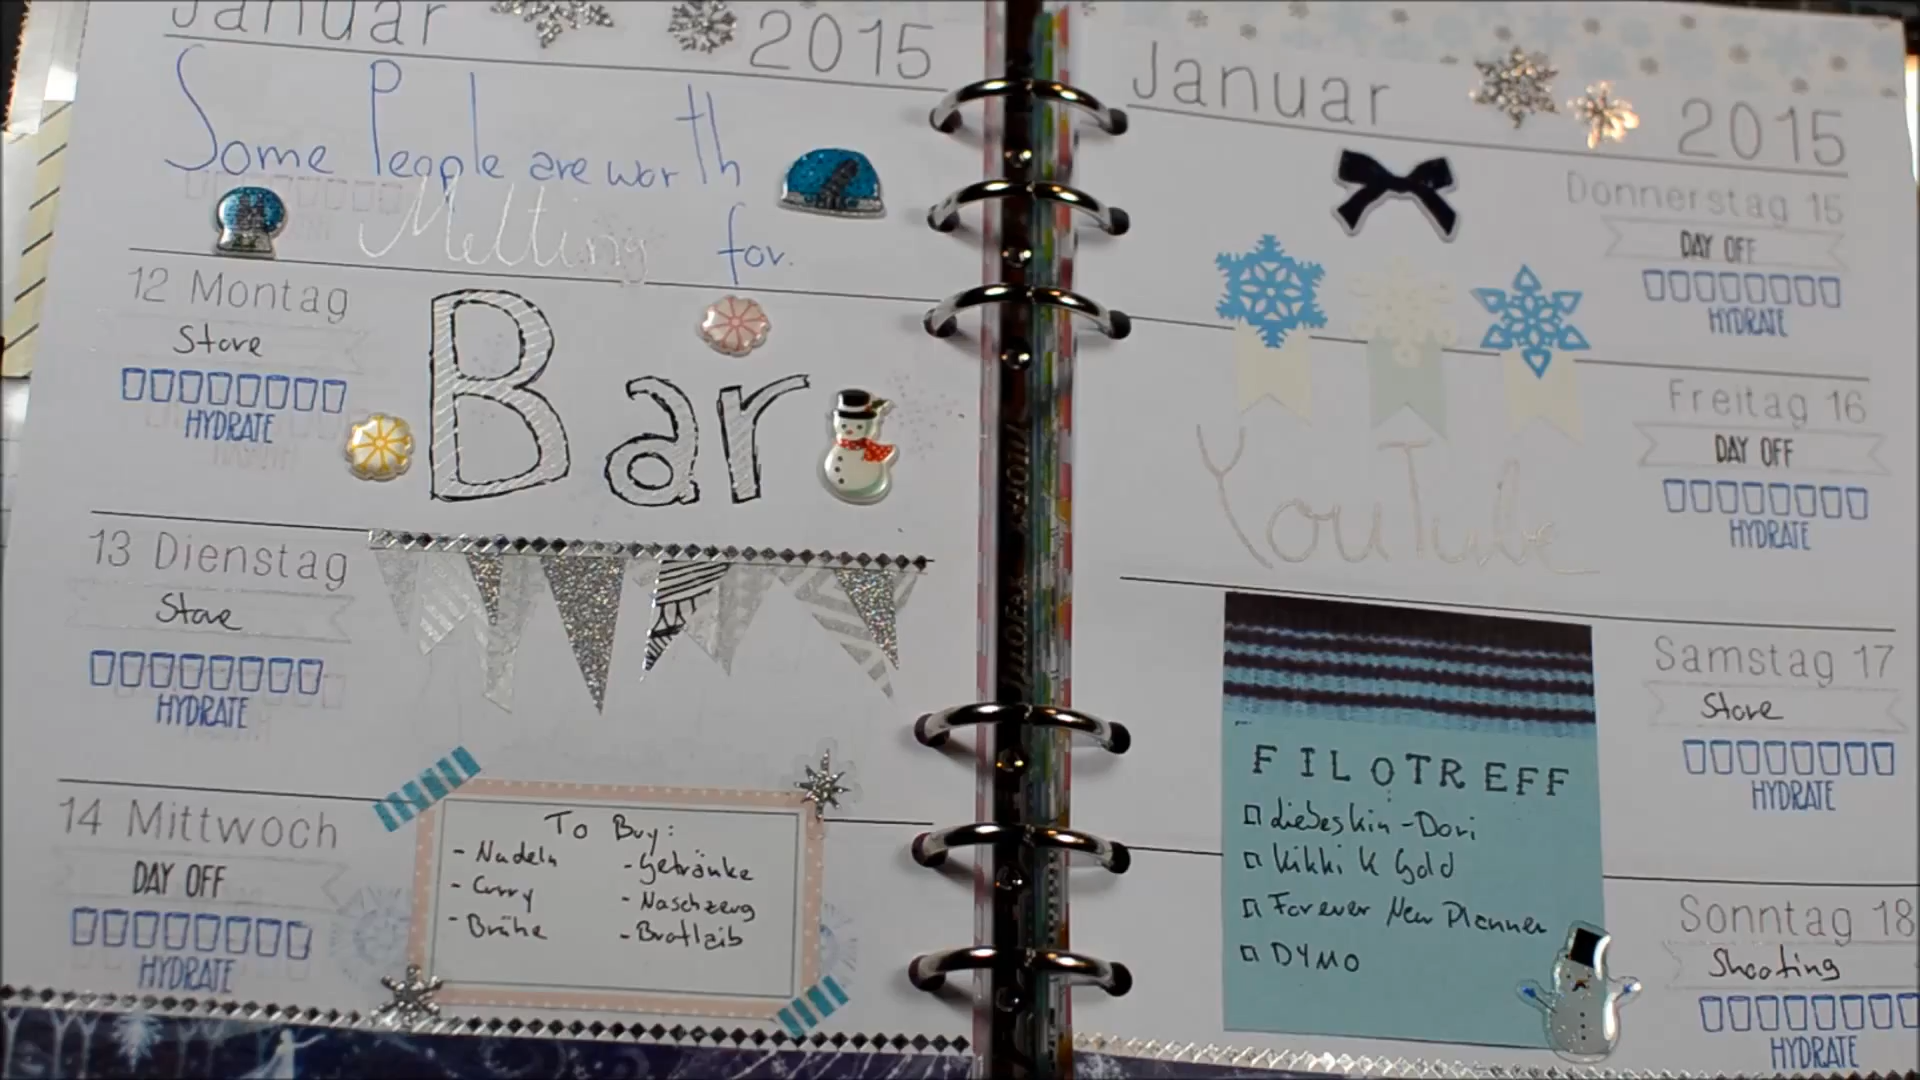 Januar 2015
Some People are worth
Melting for.
12 Montag
Store
HYDRATE
Bar
13 Dienstag
Store
HYDRATE
14 Mittwoch
DAY OFF
HYDRATE
To Buy:
- Nudeln
- Curry
- Brühe
- Getränke
- Naschzeug
- Brotlaib
Januar 2015
Donnerstag 15
DAY OFF
HYDRATE
Freitag 16
DAY OFF
HYDRATE
YouTube
Samstag 17
Store
HYDRATE
FILOTREFF
liebeskin - Dori
kikki K Gold
Forever New Planner
DYMO
Sonntag 18
Shooting
HYDRATE